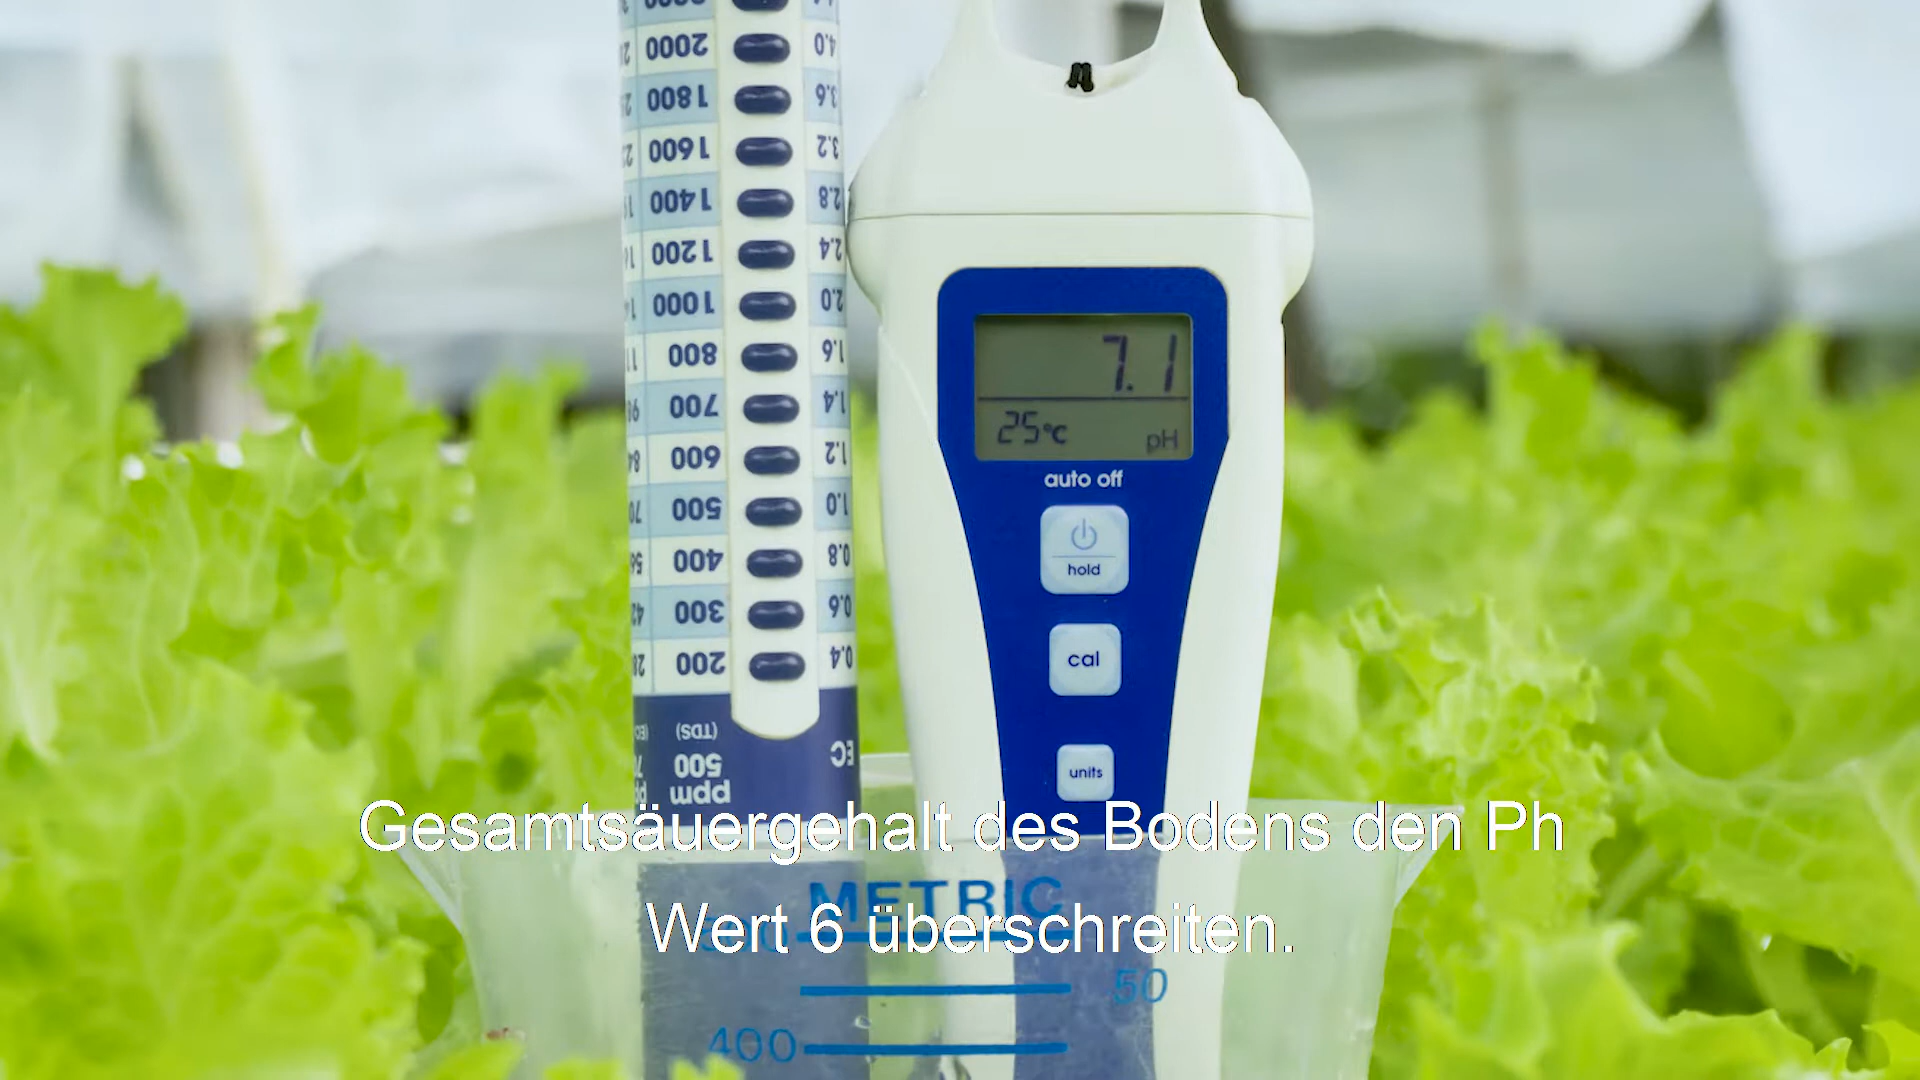 2000 4.0
1800 3.6
1600 3.2
1400 2.8
1200 2.4
1000 2.0
800 1.6
700 1.4
600 1.2
500 1.0
400 0.8
300 0.6
200 0.4
(TDS)
500
ppm
EC
7.1
25°C pH
auto off
hold
cal
units
METRIC
50
400
Gesamtsäuergehalt des Bodens den Ph
Wert 6 überschreiten.